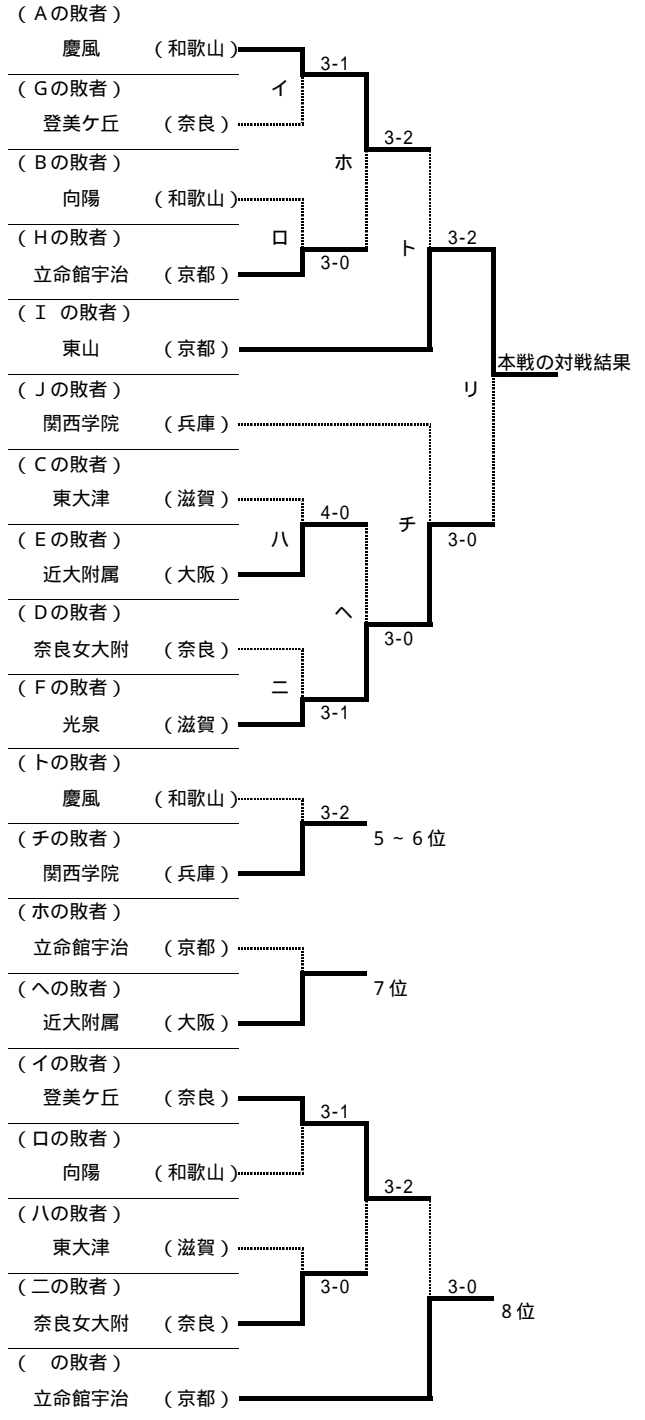 (Aの敗者)
慶風 (和歌山)
3-1
(Gの敗者)
イ
登美ケ丘 (奈良)
3-2
(Bの敗者)
ホ
向陽 (和歌山)
(Hの敗者)
ロ
ト
3-2
3-0
立命館宇治 (京都)
(I の敗者)
東山 (京都)
本戦の対戦結果
(Jの敗者)
リ
関西学院 (兵庫)
(Cの敗者)
東大津 (滋賀)
4-0
チ
(Eの敗者)
ハ
3-0
近大附属 (大阪)
(Dの敗者)
ヘ
奈良女大附 (奈良)
3-0
(Fの敗者)
ニ
3-1
光泉 (滋賀)
(トの敗者)
慶風 (和歌山)
3-2
(チの敗者)
5~6位
関西学院 (兵庫)
(ホの敗者)
立命館宇治 (京都)
(ヘの敗者)
7位
近大附属 (大阪)
(イの敗者)
登美ケ丘 (奈良)
3-1
(ロの敗者)
向陽 (和歌山)
3-2
(ハの敗者)
東大津 (滋賀)
(ニの敗者)
3-0
3-0
8位
奈良女大附 (奈良)
( の敗者)
立命館宇治 (京都)